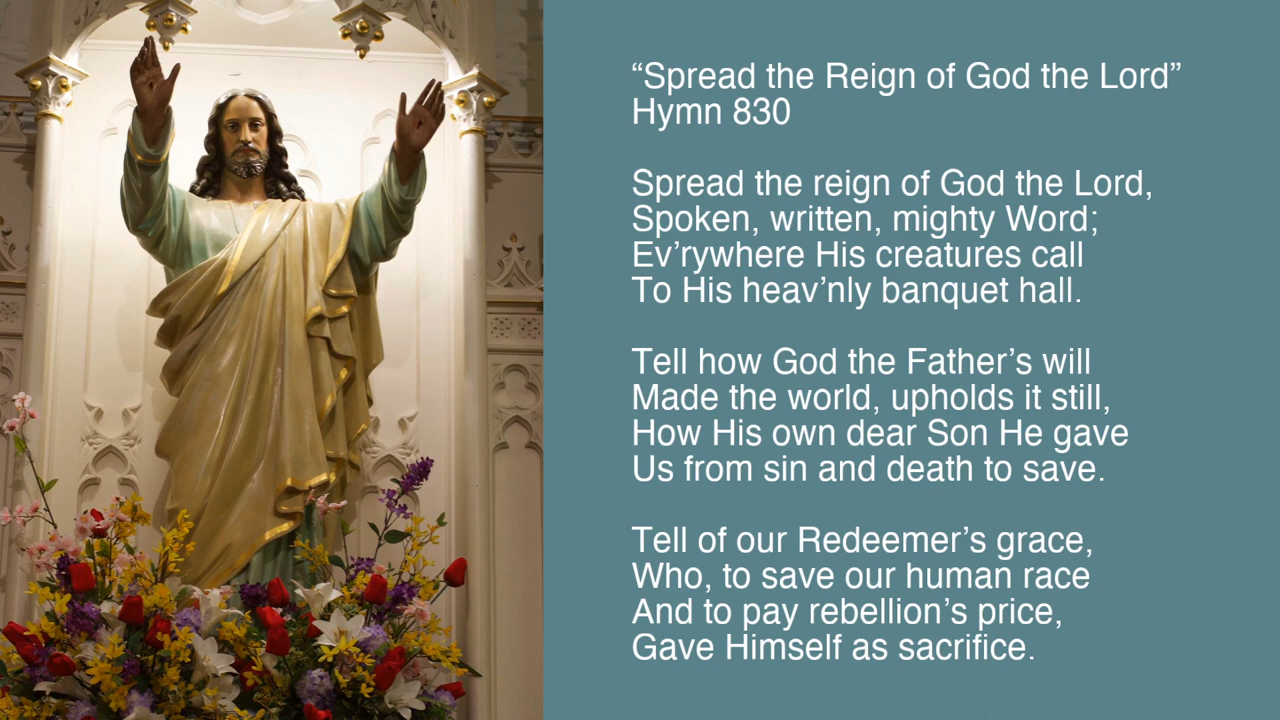 “Spread the Reign of God the Lord”
Hymn 830
Spread the reign of God the Lord,
Spoken, written, mighty Word;
Ev’rywhere His creatures call
To His heav’nly banquet hall.
Tell how God the Father’s will
Made the world, upholds it still,
How His own dear Son He gave
Us from sin and death to save.
Tell of our Redeemer’s grace,
Who, to save our human race
And to pay rebellion’s price,
Gave Himself as sacrifice.